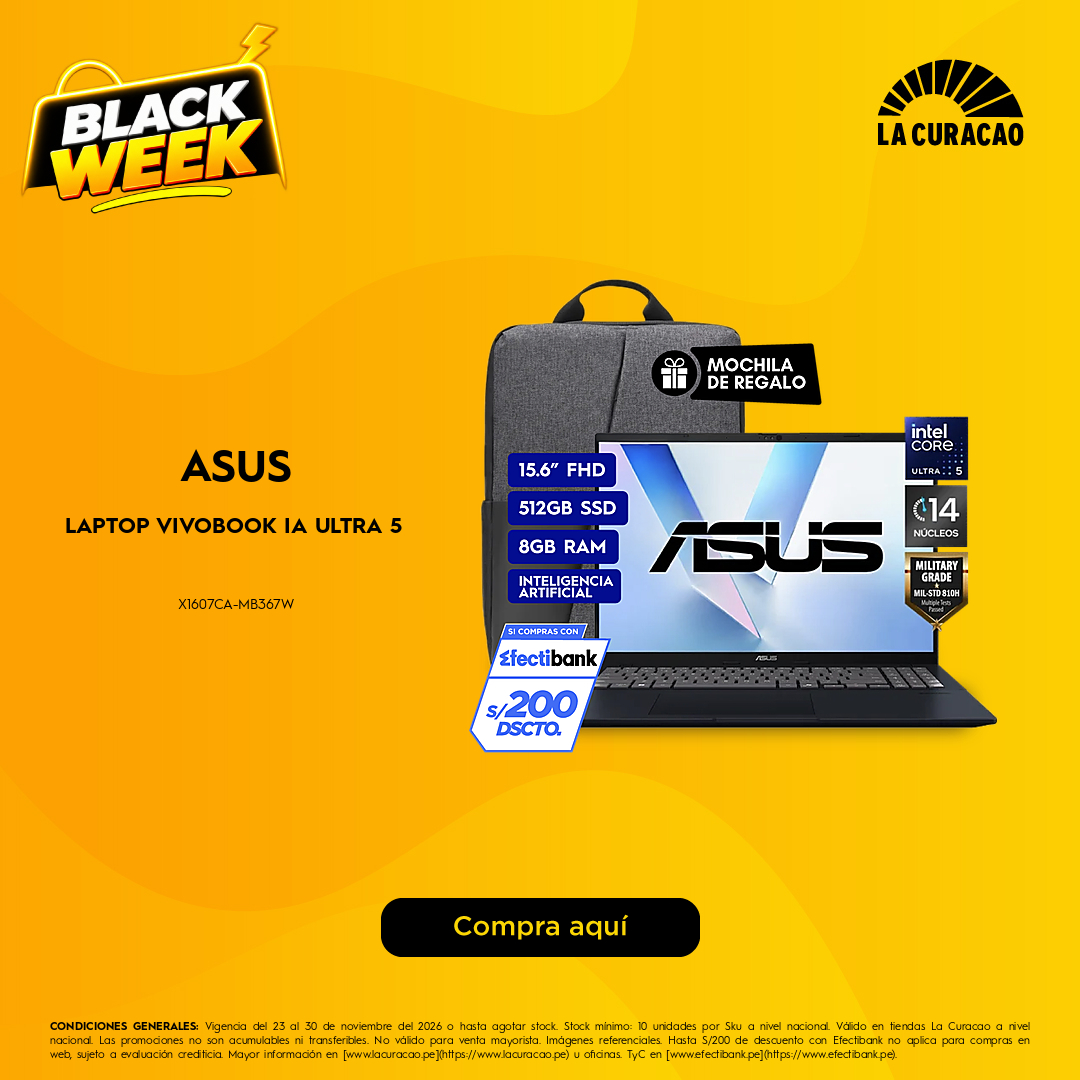 BLACK
WEEK
LA CURACAO
MOCHILA
DE REGALO
ASUS
LAPTOP VIVOBOOK IA ULTRA 5
X1607CA-MB367W
15.6” FHD
512GB SSD
8GB RAM
INTELIGENCIA
ARTIFICIAL
ASUS
ASUS
intel
CORE
ULTRA 5
14
NÚCLEOS
MILITARY
GRADE
MIL-STD 810H
Multiple Tests
Passed
SI COMPRAS CON
Efectibank
S/200
DSCTO.
Compra aquí
CONDICIONES GENERALES: Vigencia del 23 al 30 de noviembre del 2026 o hasta agotar stock. Stock mínimo: 10 unidades por Sku a nivel nacional. Válido en tiendas La Curacao a nivel
nacional. Las promociones no son acumulables ni transferibles. No válido para venta mayorista. Imágenes referenciales. Hasta S/200 de descuento con Efectibank no aplica para compras en
web, sujeto a evaluación crediticia. Mayor información en [www.lacuracao.pe](https://www.lacuracao.pe) u oficinas. TyC en [www.efectibank.pe](https://www.efectibank.pe).